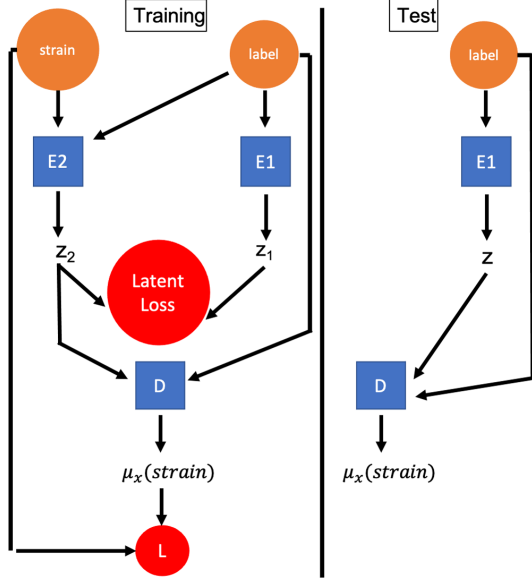 Training
Test
strain
label
label
E2
E1
E1
z₂
z₁
z
Latent
Loss
D
D
μₓ(strain)
μₓ(strain)
L